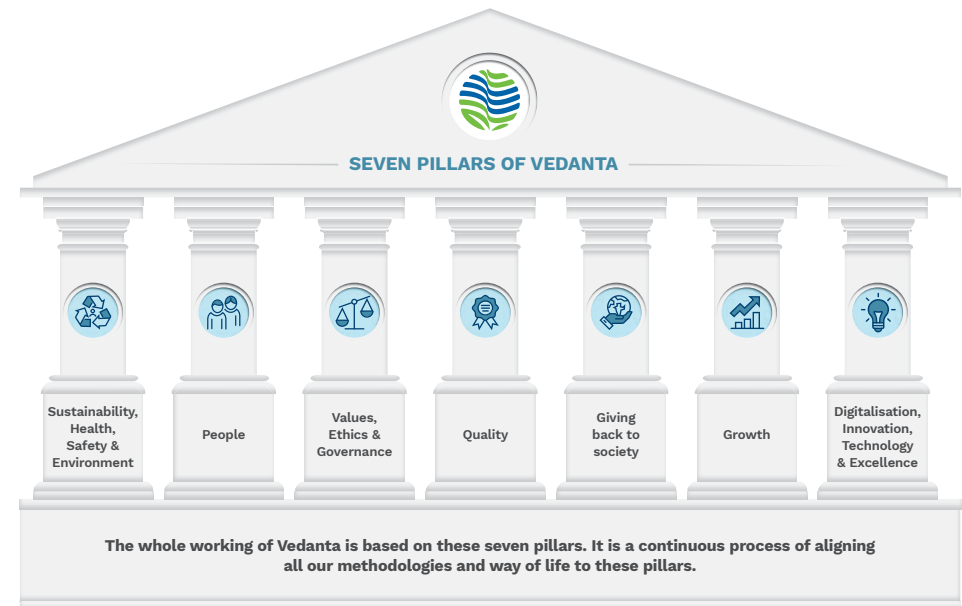 SEVEN PILLARS OF VEDANTA
Sustainability,
Health,
Safety &
Environment
People
Values,
Ethics &
Governance
Quality
Giving
back to
society
Growth
Digitalisation,
Innovation,
Technology
& Excellence
The whole working of Vedanta is based on these seven pillars. It is a continuous process of aligning
all our methodologies and way of life to these pillars.